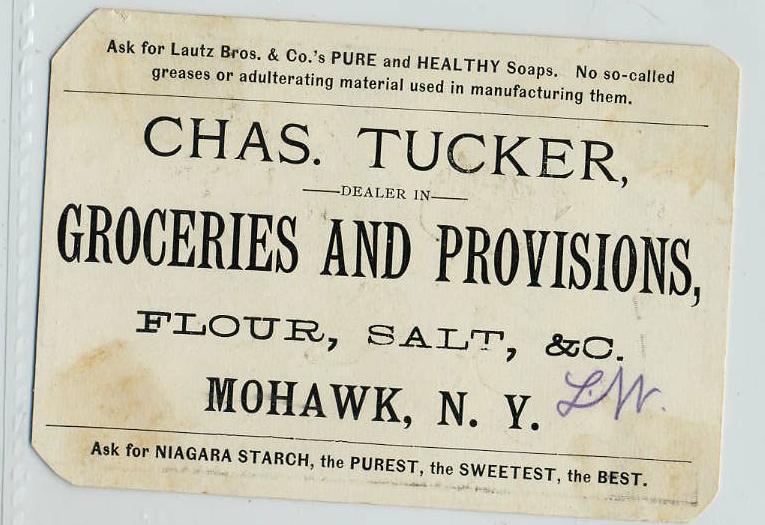 Ask for Lautz Bros. & Co.'s PURE and HEALTHY Soaps. No so-called
greases or adulterating material used in manufacturing them.
CHAS. TUCKER,
DEALER IN
GROCERIES AND PROVISIONS,
FLOUR, SALT, &C.
MOHAWK, N. Y. L.W.
Ask for NIAGARA STARCH, the PUREST, the SWEETEST, the BEST.